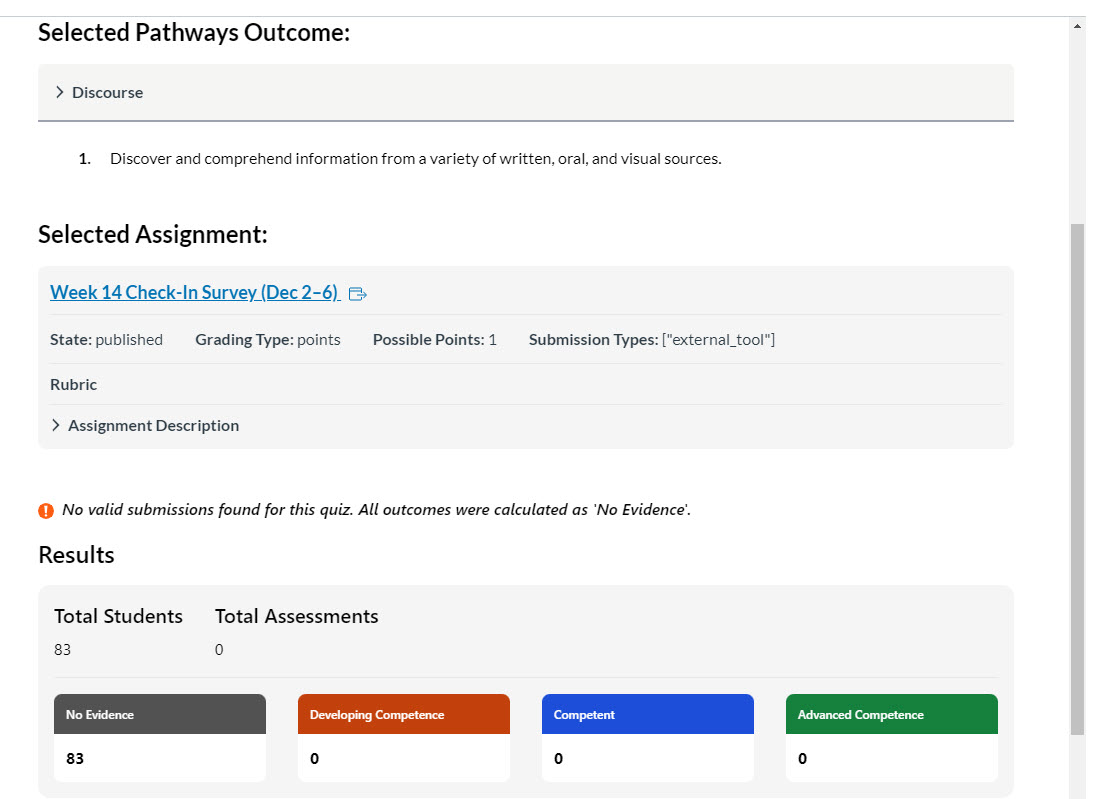 Selected Pathways Outcome:
Discourse
1. Discover and comprehend information from a variety of written, oral, and visual sources.
Selected Assignment:
Week 14 Check-In Survey (Dec 2–6)
State: published Grading Type: points Possible Points: 1 Submission Types: ["external_tool"]
Rubric
Assignment Description
No valid submissions found for this quiz. All outcomes were calculated as 'No Evidence'.
Results
Total Students Total Assessments
83 0
No Evidence Developing Competence Competent Advanced Competence
83 0 0 0